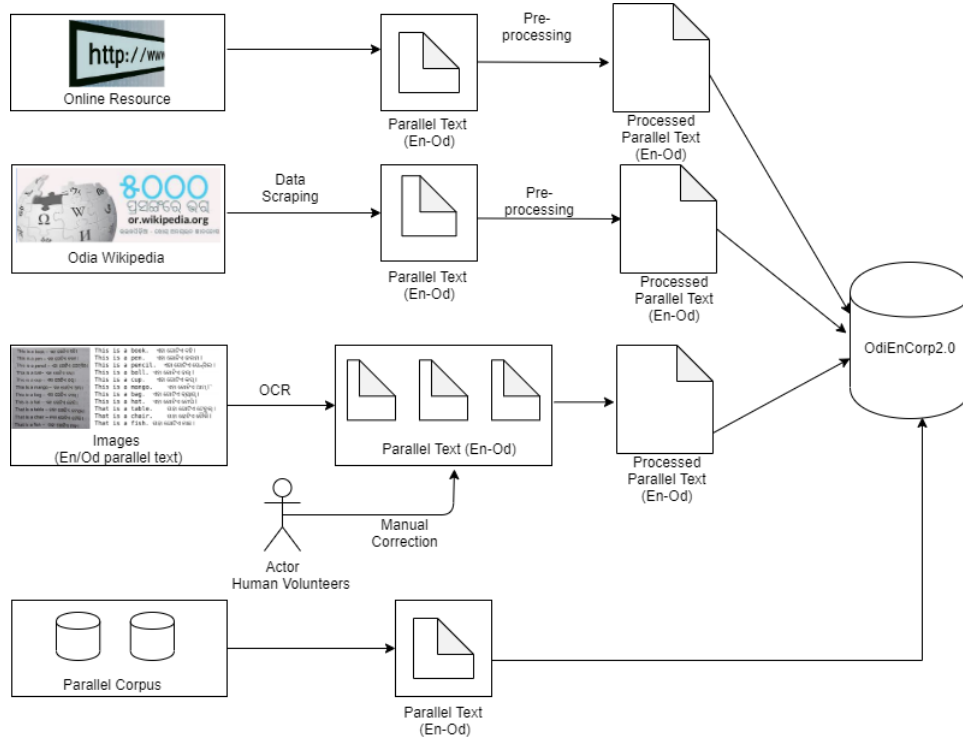 http://www
Online Resource
Parallel Text
(En-Od)
Pre-
processing
Processed
Parallel Text
(En-Od)
୫୦୦୦
ପ୍ରସଙ୍ଗରେ ଭରା
or.wikipedia.org
Odia Wikipedia
Data
Scraping
Parallel Text
(En-Od)
Pre-
processing
Processed
Parallel Text
(En-Od)
This is a book.
This is a pen.
This is a pencil.
This is a ball.
This is a cup.
This is a mango.
This is a bag.
This is a hat.
That is a table.
That is a chair.
That is a fish.
Images
(En/Od parallel text)
OCR
Parallel Text (En-Od)
Processed
Parallel Text
(En-Od)
Manual
Correction
Actor
Human Volunteers
Parallel Corpus
Parallel Text
(En-Od)
OdiEnCorp2.0